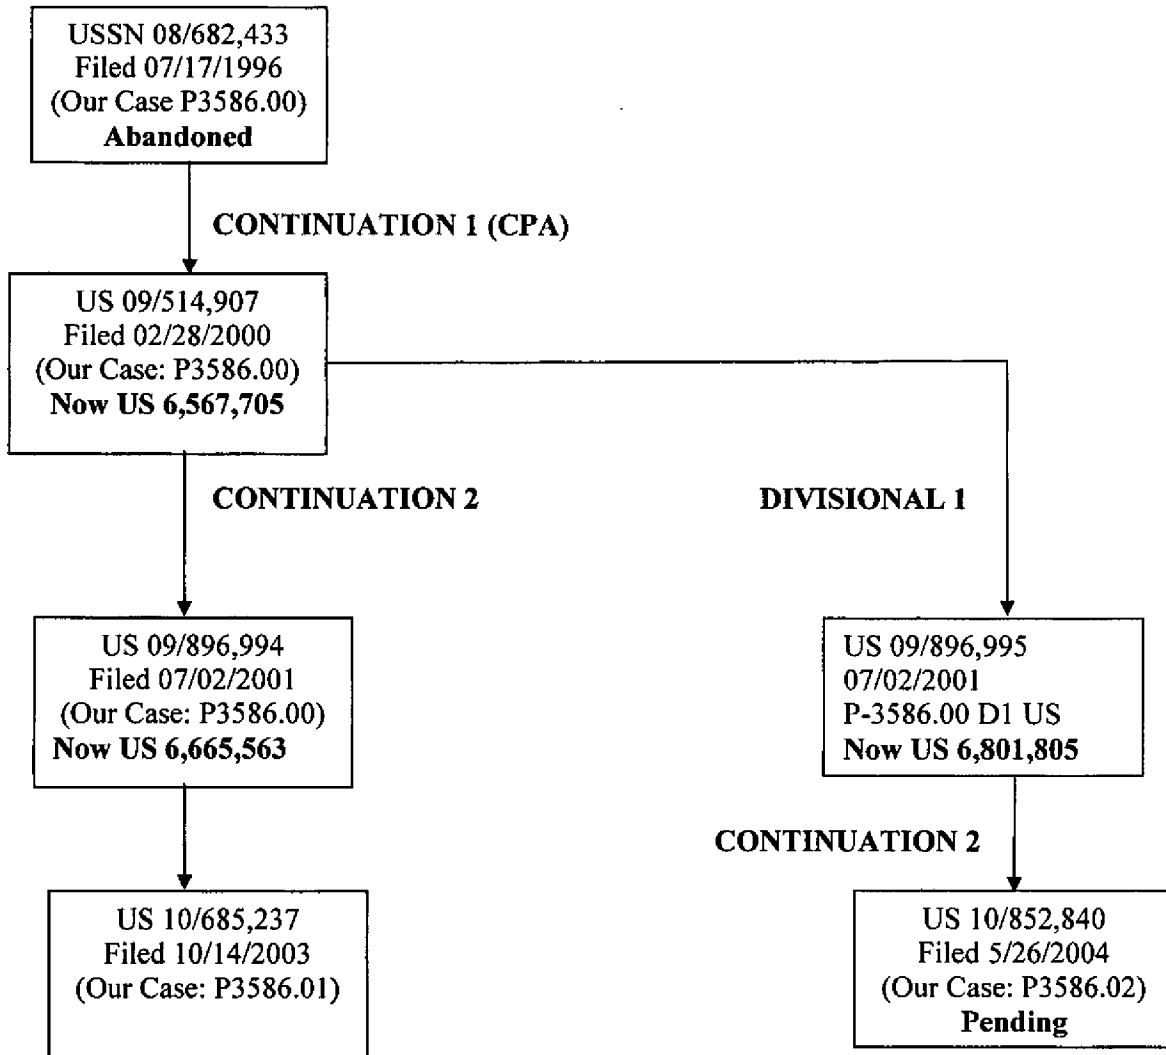 USSN 08/682,433
Filed 07/17/1996
(Our Case P3586.00)
Abandoned
CONTINUATION 1 (CPA)
US 09/514,907
Filed 02/28/2000
(Our Case: P3586.00)
Now US 6,567,705
CONTINUATION 2
DIVISIONAL 1
US 09/896,994
Filed 07/02/2001
(Our Case: P3586.00)
Now US 6,665,563
US 09/896,995
07/02/2001
P-3586.00 D1 US
Now US 6,801,805
CONTINUATION 2
US 10/685,237
Filed 10/14/2003
(Our Case: P3586.01)
US 10/852,840
Filed 5/26/2004
(Our Case: P3586.02)
Pending